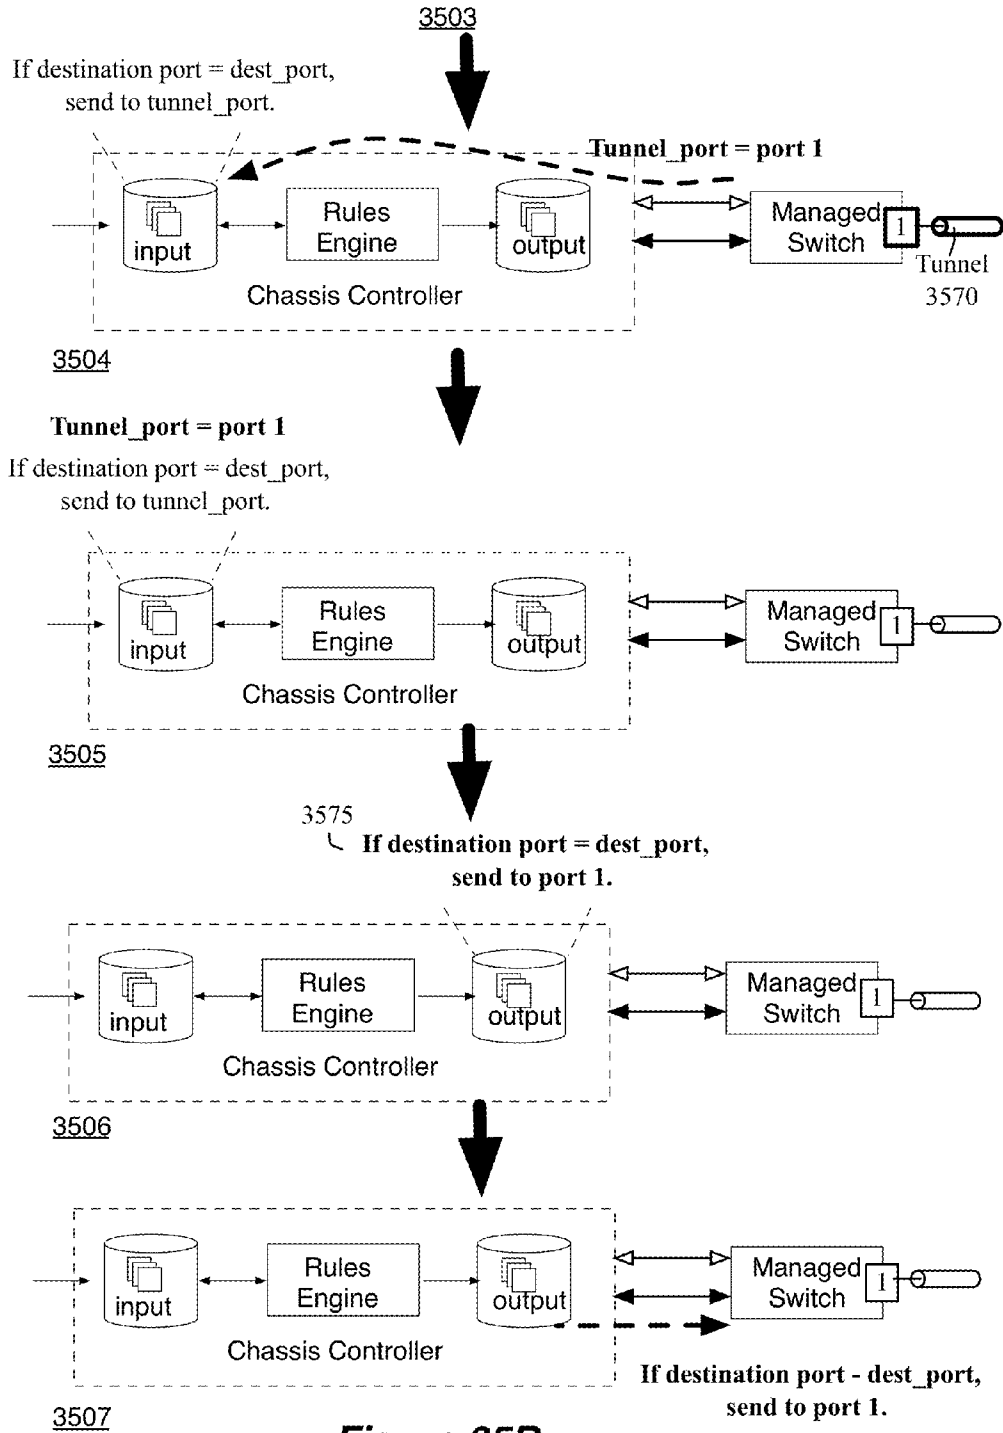 3503
If destination port = dest_port,
send to tunnel_port.
Tunnel_port = port 1
input
Rules
Engine
output
Chassis Controller
Managed
Switch
1
Tunnel
3570
3504
Tunnel_port = port 1
If destination port = dest_port,
send to tunnel_port.
input
Rules
Engine
output
Chassis Controller
Managed
Switch
1
3505
3575
If destination port = dest_port,
send to port 1.
input
Rules
Engine
output
Chassis Controller
Managed
Switch
1
3506
input
Rules
Engine
output
Chassis Controller
Managed
Switch
1
If destination port - dest_port,
send to port 1.
3507